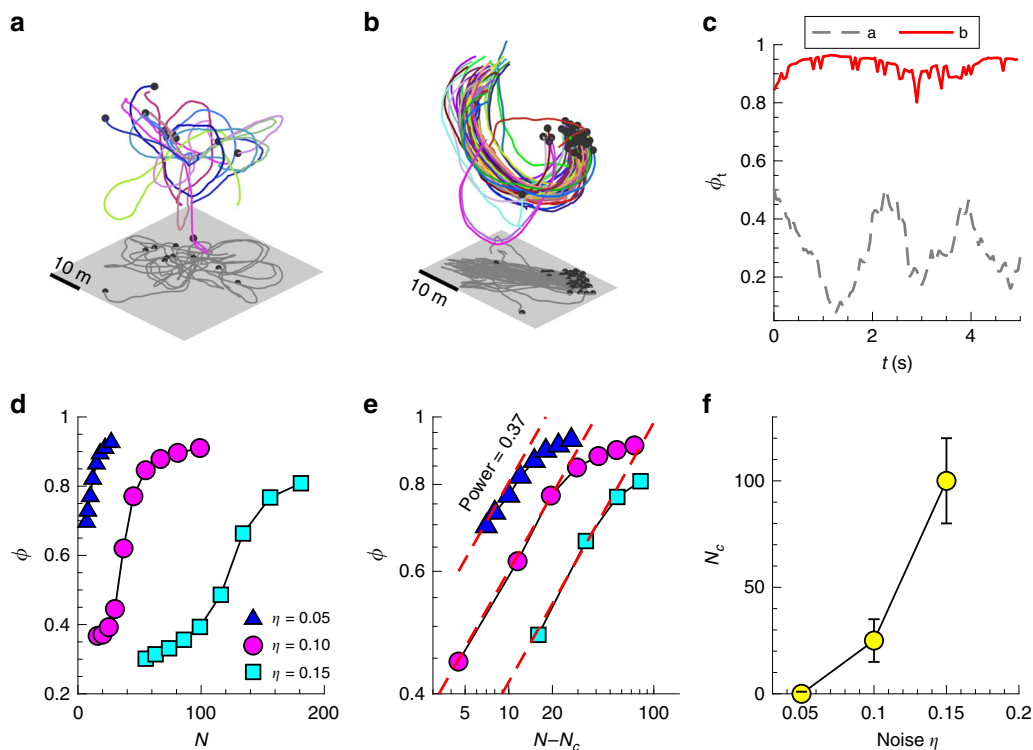 a
b
c
a
b
10 m
10 m
1
0.8
0.6
0.4
0.2
ϕt
0
2
4
t (s)
d
e
f
1
0.8
0.6
0.4
0.2
ϕ
0
100
200
N
η = 0.05
η = 0.10
η = 0.15
1
0.8
0.6
0.4
ϕ
Power = 0.37
5
10
20
100
N–Nc
100
50
0
Nc
0.05
0.1
0.15
0.2
Noise η